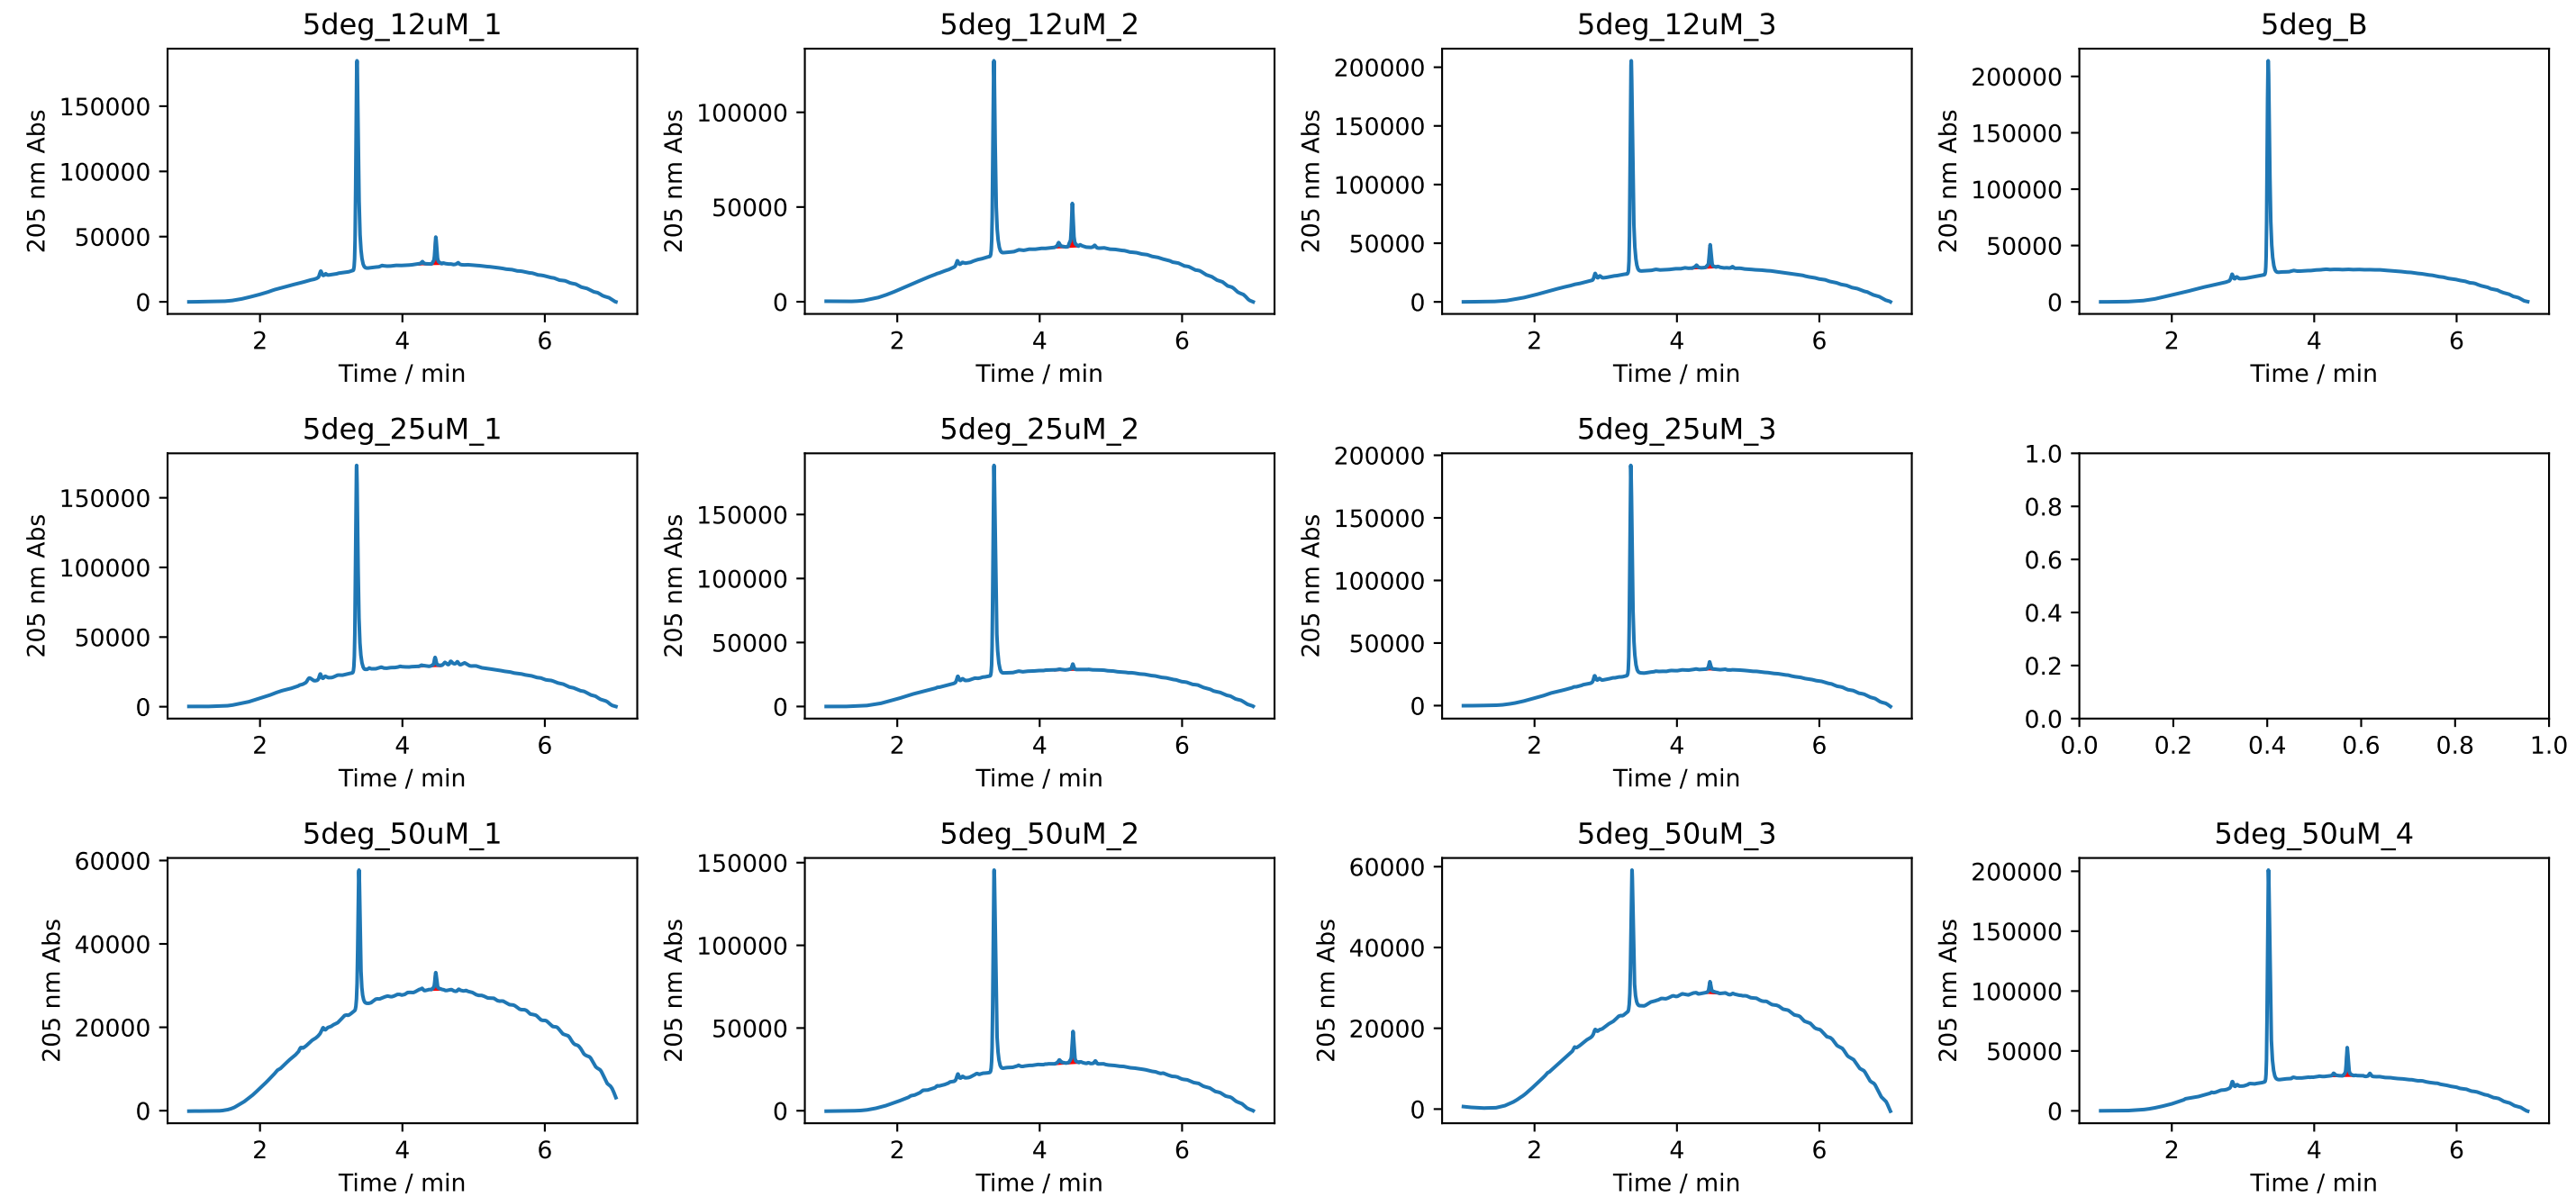 5deg_12uM_1
205 nm Abs
150000
100000
50000
0
2 4 6
Time / min
5deg_12uM_2
205 nm Abs
100000
50000
0
2 4 6
Time / min
5deg_12uM_3
205 nm Abs
200000
150000
100000
50000
0
2 4 6
Time / min
5deg_B
205 nm Abs
200000
150000
100000
50000
0
2 4 6
Time / min
5deg_25uM_1
205 nm Abs
150000
100000
50000
0
2 4 6
Time / min
5deg_25uM_2
205 nm Abs
150000
100000
50000
0
2 4 6
Time / min
5deg_25uM_3
205 nm Abs
200000
150000
100000
50000
0
2 4 6
Time / min
1.0
0.8
0.6
0.4
0.2
0.0
0.0 0.2 0.4 0.6 0.8 1.0
5deg_50uM_1
205 nm Abs
60000
40000
20000
0
2 4 6
Time / min
5deg_50uM_2
205 nm Abs
150000
100000
50000
0
2 4 6
Time / min
5deg_50uM_3
205 nm Abs
60000
40000
20000
0
2 4 6
Time / min
5deg_50uM_4
205 nm Abs
200000
150000
100000
50000
0
2 4 6
Time / min